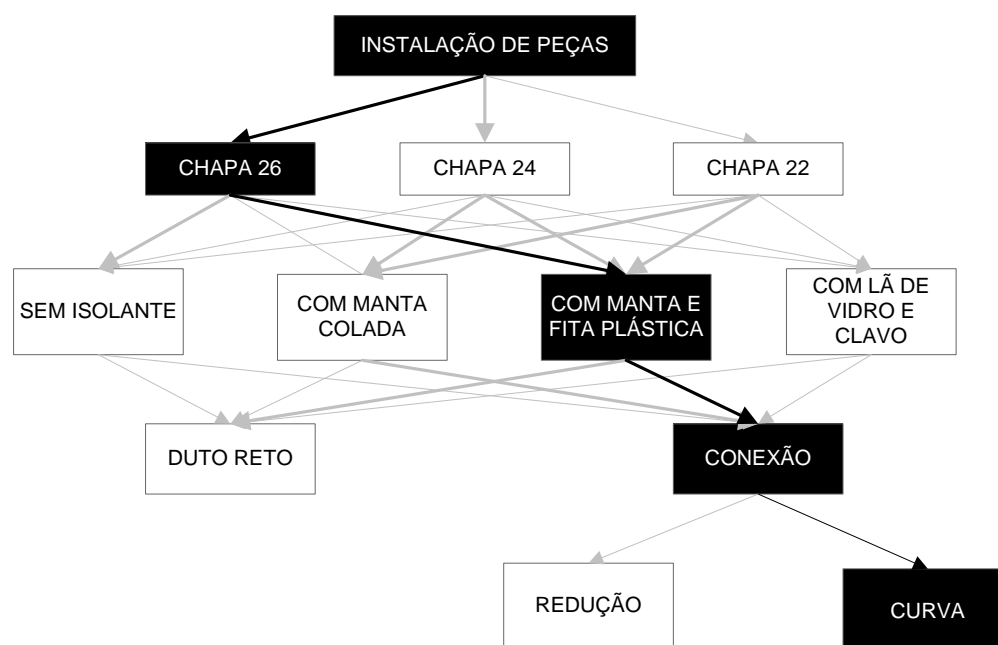 INSTALAÇÃO DE PEÇAS
CHAPA 26
CHAPA 24
CHAPA 22
SEM ISOLANTE
COM MANTA
COLADA
COM MANTA E
FITA PLÁSTICA
COM LÃ DE
VIDRO E
CLAVO
DUTO RETO
CONEXÃO
REDUÇÃO
CURVA